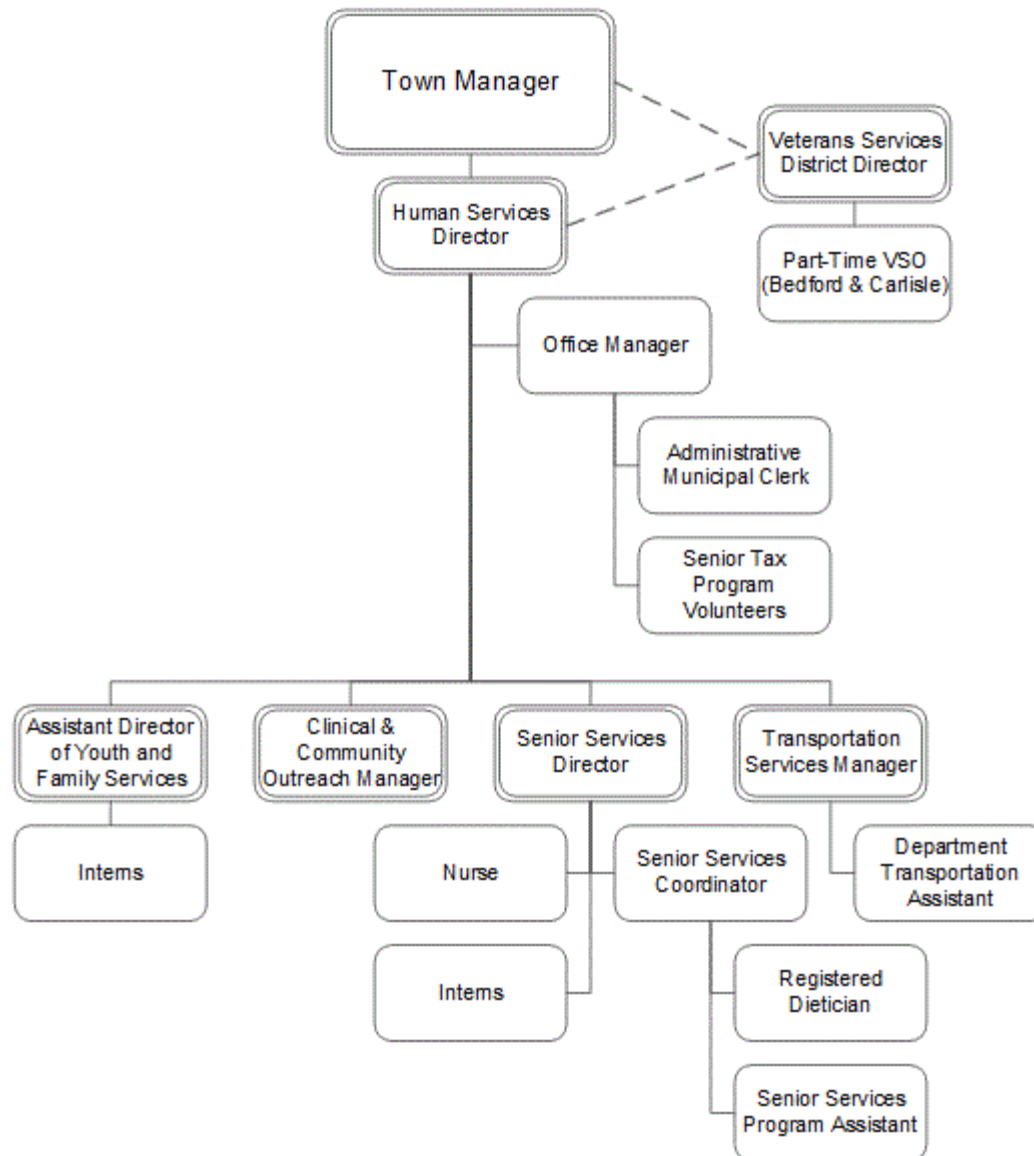 Town Manager
Veterans Services
District Director
Human Services
Director
Part-Time VSO
(Bedford & Carlisle)
Office Manager
Administrative
Municipal Clerk
Senior Tax
Program
Volunteers
Assistant Director
of Youth and
Family Services
Clinical &
Community
Outreach Manager
Senior Services
Director
Transportation
Services Manager
Interns
Nurse
Senior Services
Coordinator
Department
Transportation
Assistant
Interns
Registered
Dietician
Senior Services
Program Assistant